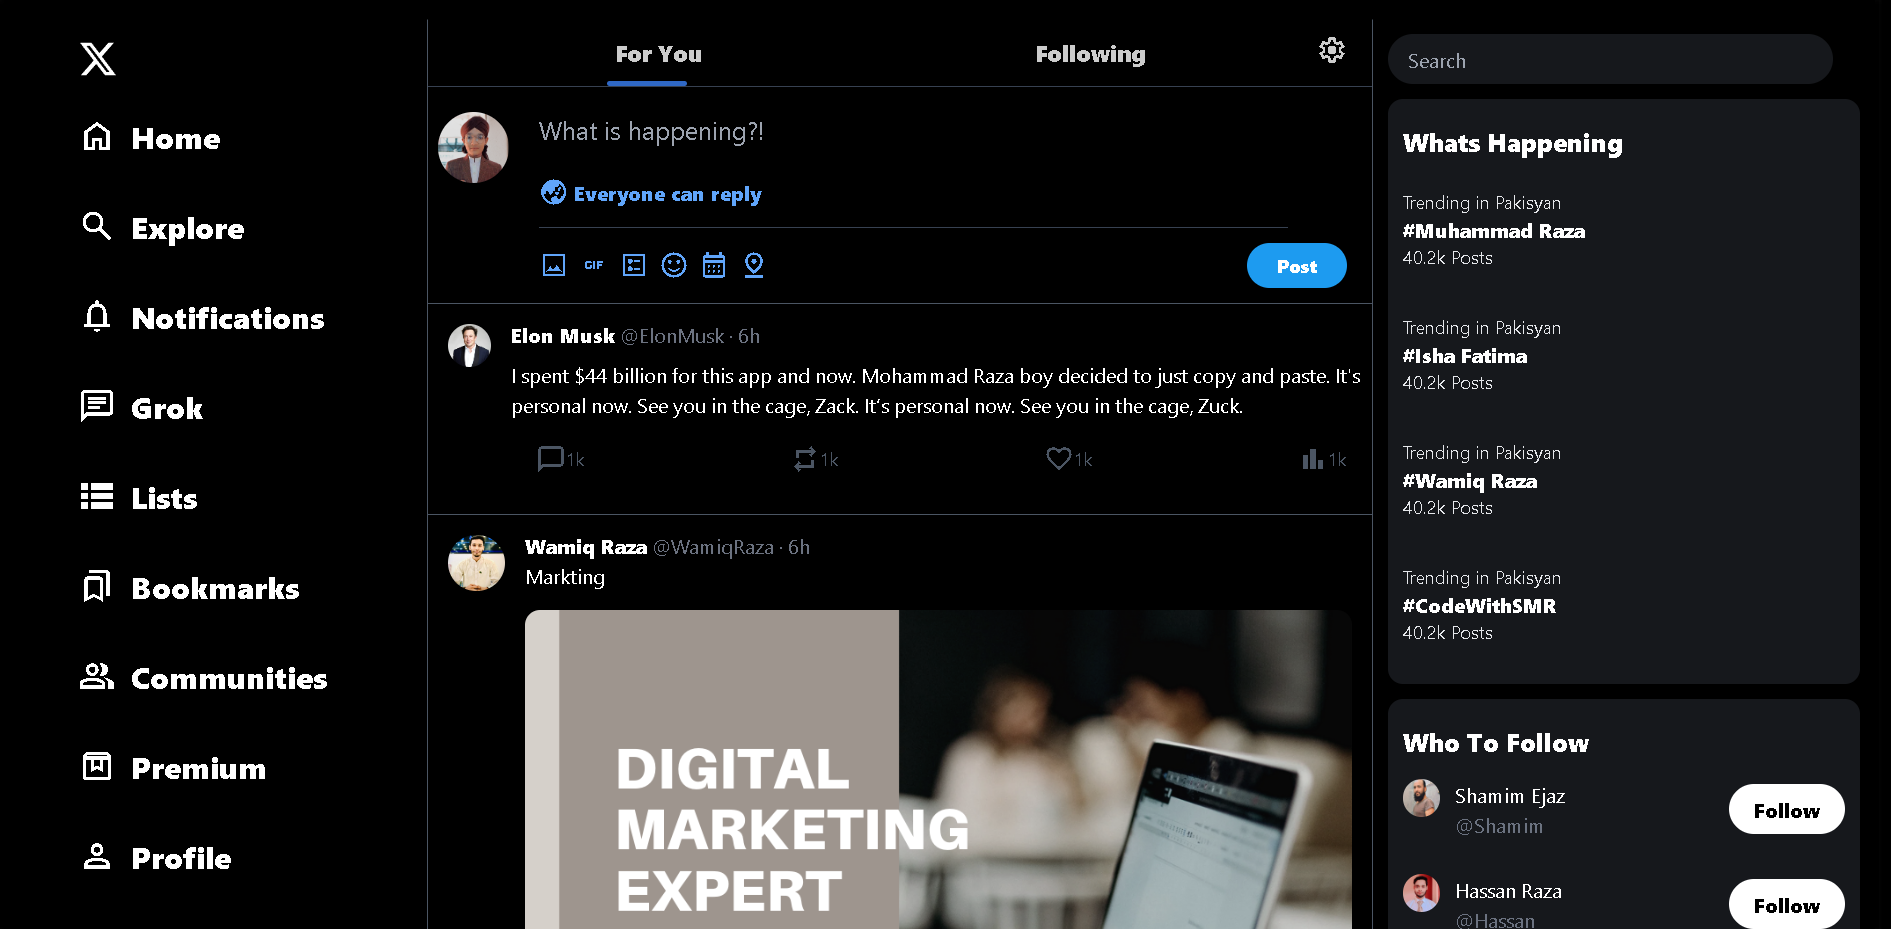 Home
Explore
Notifications
Grok
Lists
Bookmarks
Communities
Premium
Profile
For You
Following
What is happening?!
Everyone can reply
GIF
Post
Elon Musk @ElonMusk · 6h
I spent $44 billion for this app and now. Mohammad Raza boy decided to just copy and paste. It's
personal now. See you in the cage, Zack. It’s personal now. See you in the cage, Zuck.
1k 1k 1k 1k
Wamiq Raza @WamiqRaza · 6h
Markting
DIGITAL
MARKETING
EXPERT
Search
Whats Happening
Trending in Pakisyan
#Muhammad Raza
40.2k Posts
Trending in Pakisyan
#Isha Fatima
40.2k Posts
Trending in Pakisyan
#Wamiq Raza
40.2k Posts
Trending in Pakisyan
#CodeWithSMR
40.2k Posts
Who To Follow
Shamim Ejaz
@Shamim
Follow
Hassan Raza
@Hassan
Follow